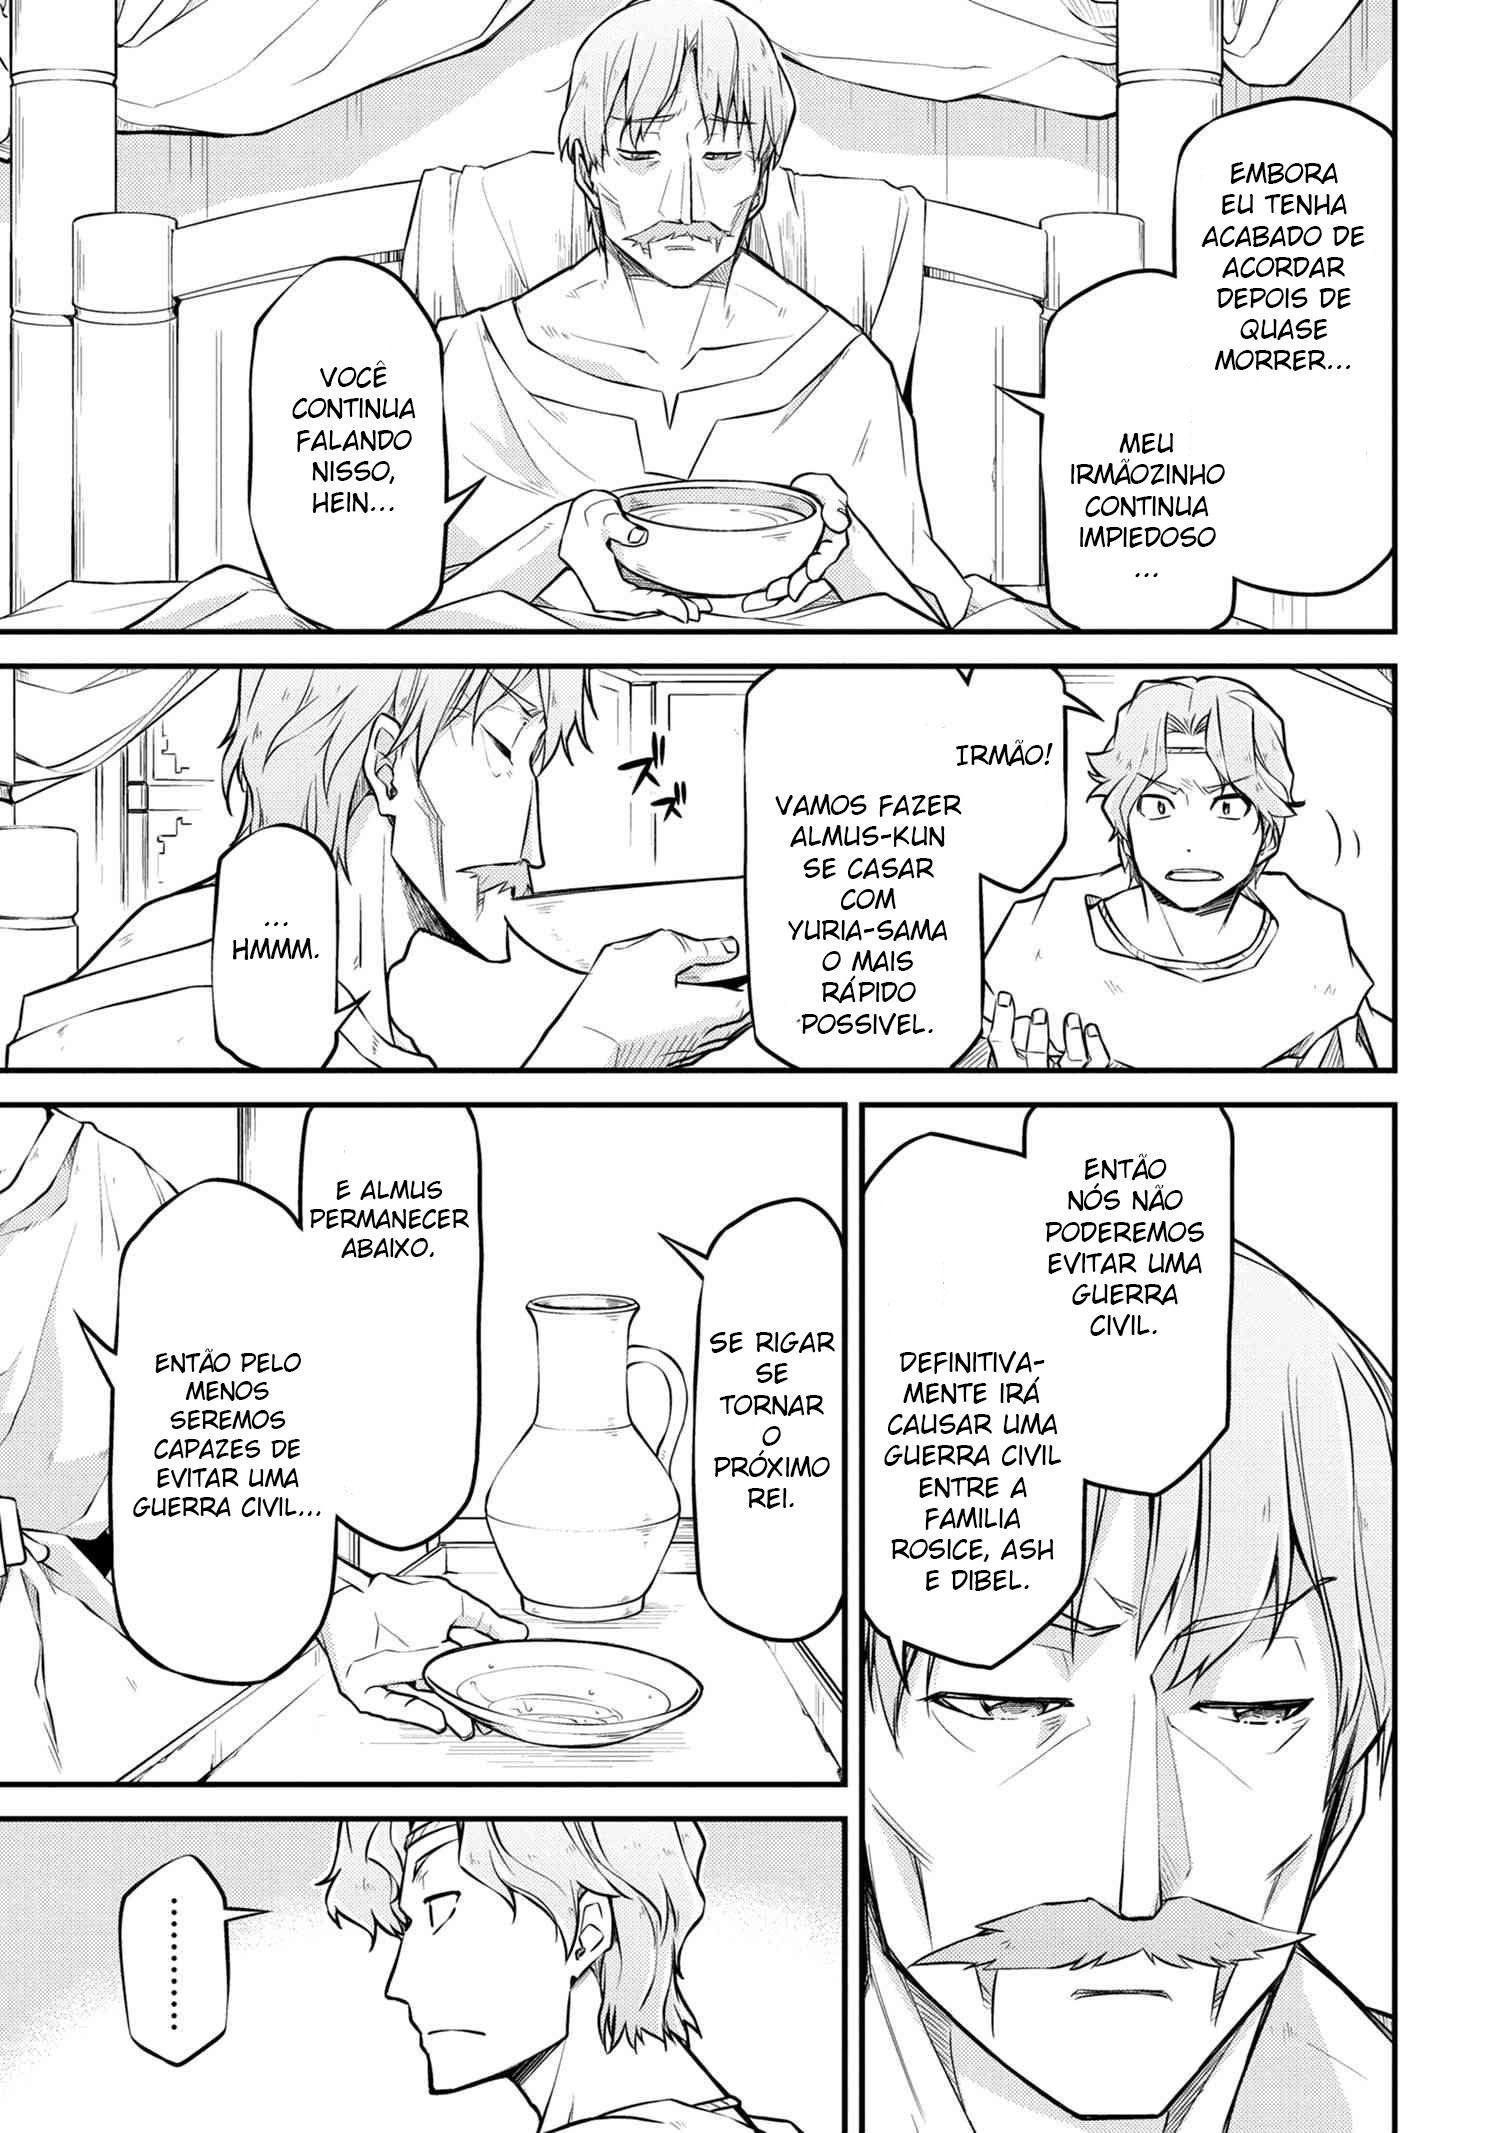 EMBORA
EU TENHA
ACABADO DE
ACORDAR
DEPOIS DE
QUASE
MORRER...
MEU
IRMÃOZINHO
CONTINUA
IMPIEDOSO
...
VOCÊ
CONTINUA
FALANDO
NISSO,
HEIN...
IRMÃO!
VAMOS FAZER
ALMUS-KUN
SE CASAR
COM
YURIA-SAMA
O MAIS
RÁPIDO
POSSIVEL.
ズズ
...
HMMM.
ENTÃO
NÓS NÃO
PODEREMOS
EVITAR UMA
GUERRA
CIVIL.
DEFINITIVA-
MENTE IRÁ
CAUSAR UMA
GUERRA CIVIL
ENTRE A
FAMILIA
ROSICE, ASH
E DIBEL.
SE RIGAR
SE
TORNAR
O
PRÓXIMO
REI.
E ALMUS
PERMANECER
ABAIXO.
ENTÃO PELO
MENOS
SEREMOS
CAPAZES DE
EVITAR UMA
GUERRA CIVIL...
..........